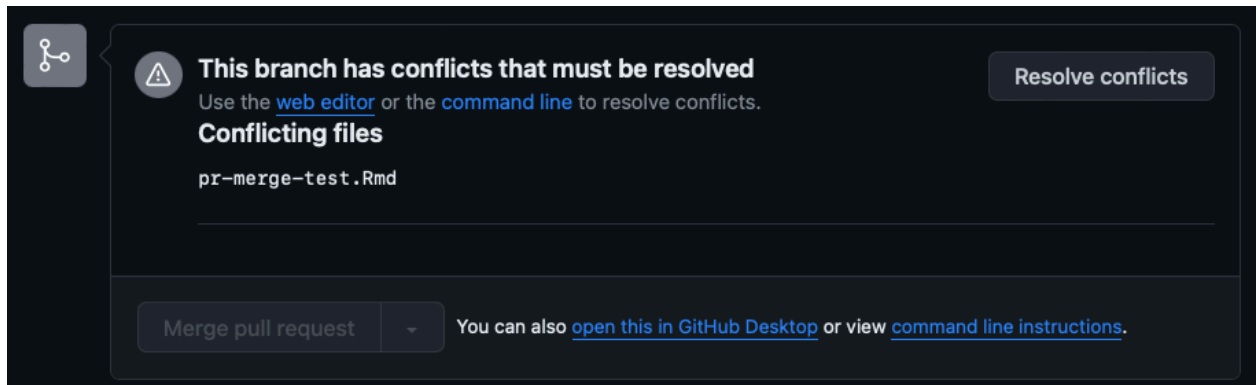 This branch has conflicts that must be resolved
Resolve conflicts
Use the web editor or the command line to resolve conflicts.
Conflicting files
pr-merge-test.Rmd
Merge pull request
You can also open this in GitHub Desktop or view command line instructions.